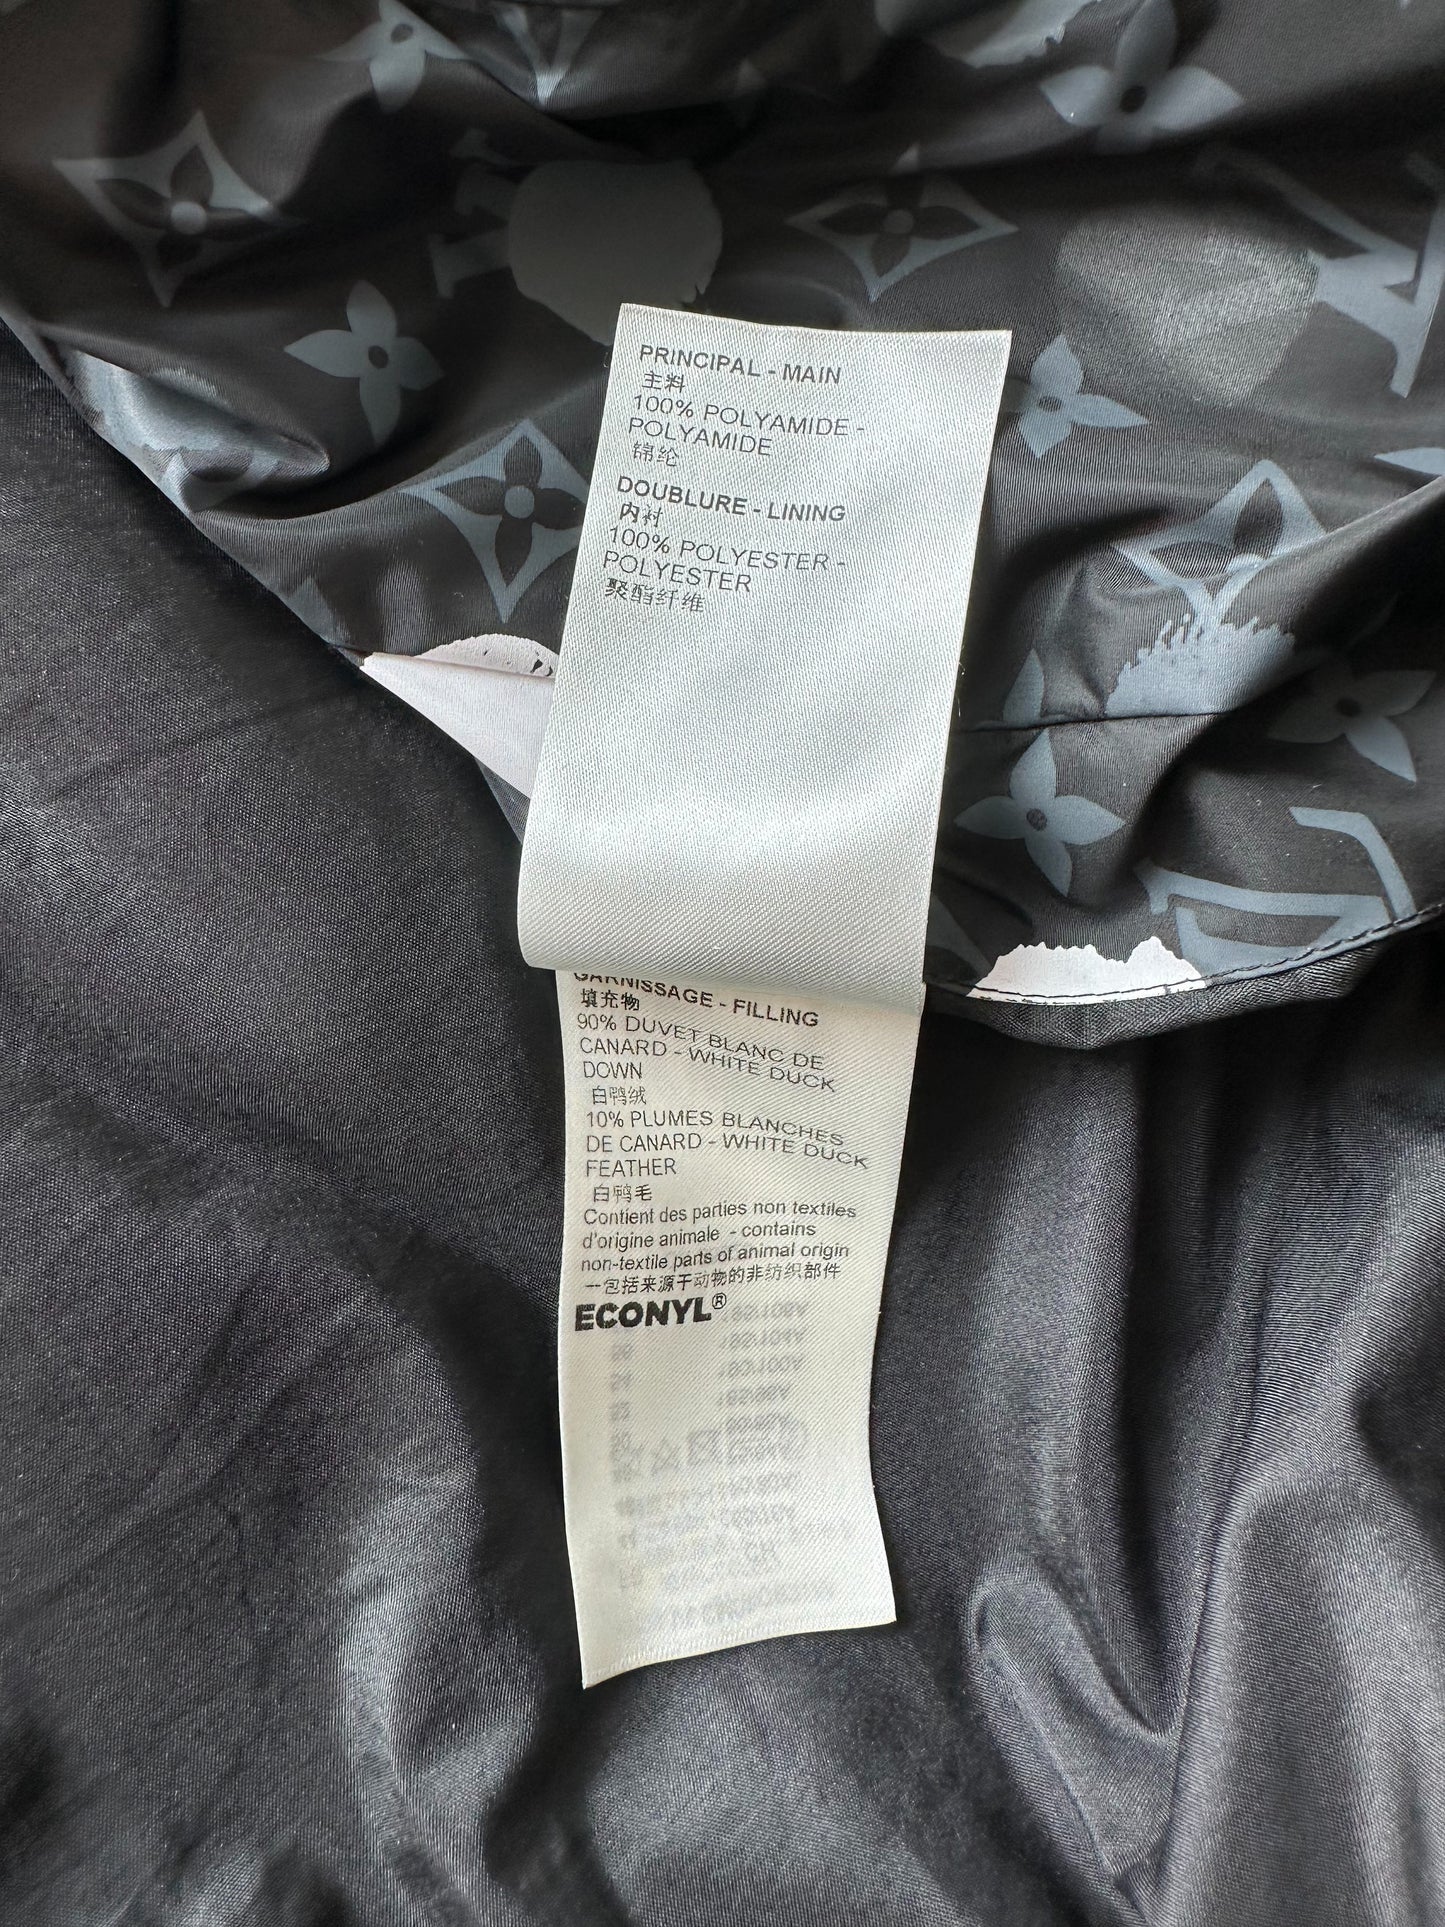 PRINCIPAL - MAIN
主料
100% POLYAMIDE -
POLYAMIDE
锦纶
DOUBLURE - LINING
内衬
100% POLYESTER -
POLYESTER
聚酯纤维
GARNISSAGE - FILLING
填充物
90% DUVET BLANC DE
CANARD - WHITE DUCK
DOWN
白鸭绒
10% PLUMES BLANCHES
DE CANARD - WHITE DUCK
FEATHER
白鸭毛
Contient des parties non textiles
d'origine animale - contains
non-textile parts of animal origin
一包括来源于动物的非纺织部件
ECONYL®